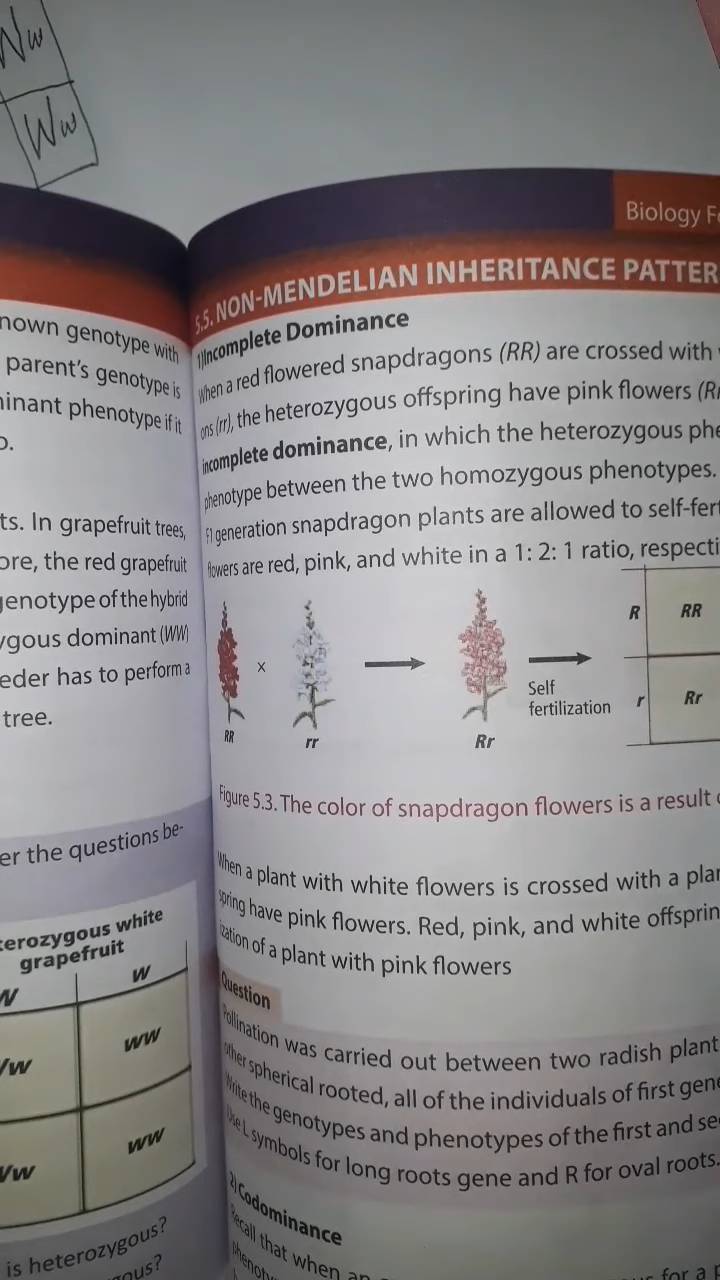 Ww
Ww
nown genotype with
parent's genotype is
inant phenotype if it
ts. In grapefruit trees,
ore, the red grapefruit
genotype of the hybrid
ygous dominant (WW)
eder has to perform a
tree.
er the questions be-
erozygous white
grapefruit
W
w
Ww
ww
Ww
ww
is heterozygous?
Biology
5.5. NON-MENDELIAN INHERITANCE PATTER
1)Incomplete Dominance
When a red flowered snapdragons (RR) are crossed with
ons (rr), the heterozygous offspring have pink flowers (Rr
incomplete dominance, in which the heterozygous phe
phenotype between the two homozygous phenotypes.
F1 generation snapdragon plants are allowed to self-fert
flowers are red, pink, and white in a 1: 2: 1 ratio, respecti
RR
x
rr
Rr
Self
fertilization
R
RR
r
Rr
Figure 5.3. The color of snapdragon flowers is a result
When a plant with white flowers is crossed with a plan
spring have pink flowers. Red, pink, and white offsprin
ization of a plant with pink flowers
Question
Pollination was carried out between two radish plant
other spherical rooted, all of the individuals of first gene
Write the genotypes and phenotypes of the first and se
Use L symbols for long roots gene and R for oval roots.
2) Codominance
Recall that when an
for a